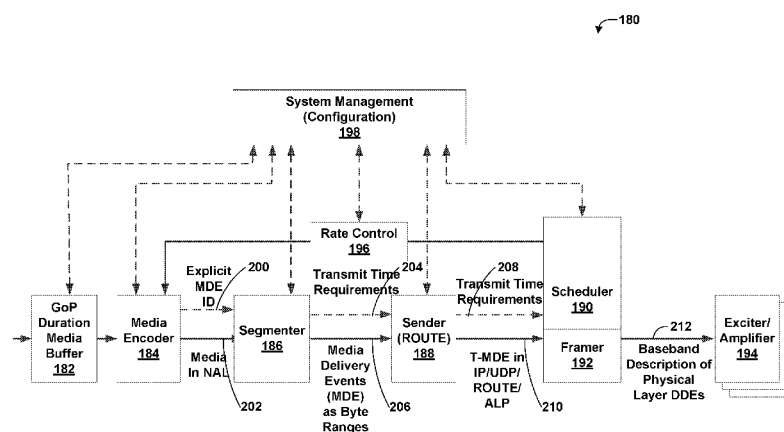 180
System Management
(Configuration)
198
Rate Control
196
Explicit
MDE
ID
200
Transmit Time
Requirements
204
208
Transmit Time
Requirements
GoP
Duration
Media
Buffer
182
Media
Encoder
184
Segmenter
186
Sender
(ROUTE)
188
Scheduler
190
Framer
192
212
Exciter/
Amplifier
194
Media
In NAL
202
Media
Delivery
Events
(MDE)
as Byte
Ranges
206
T-MDE in
IP/UDP/
ROUTE/
ALP
210
Baseband
Description of
Physical
Layer DDEs